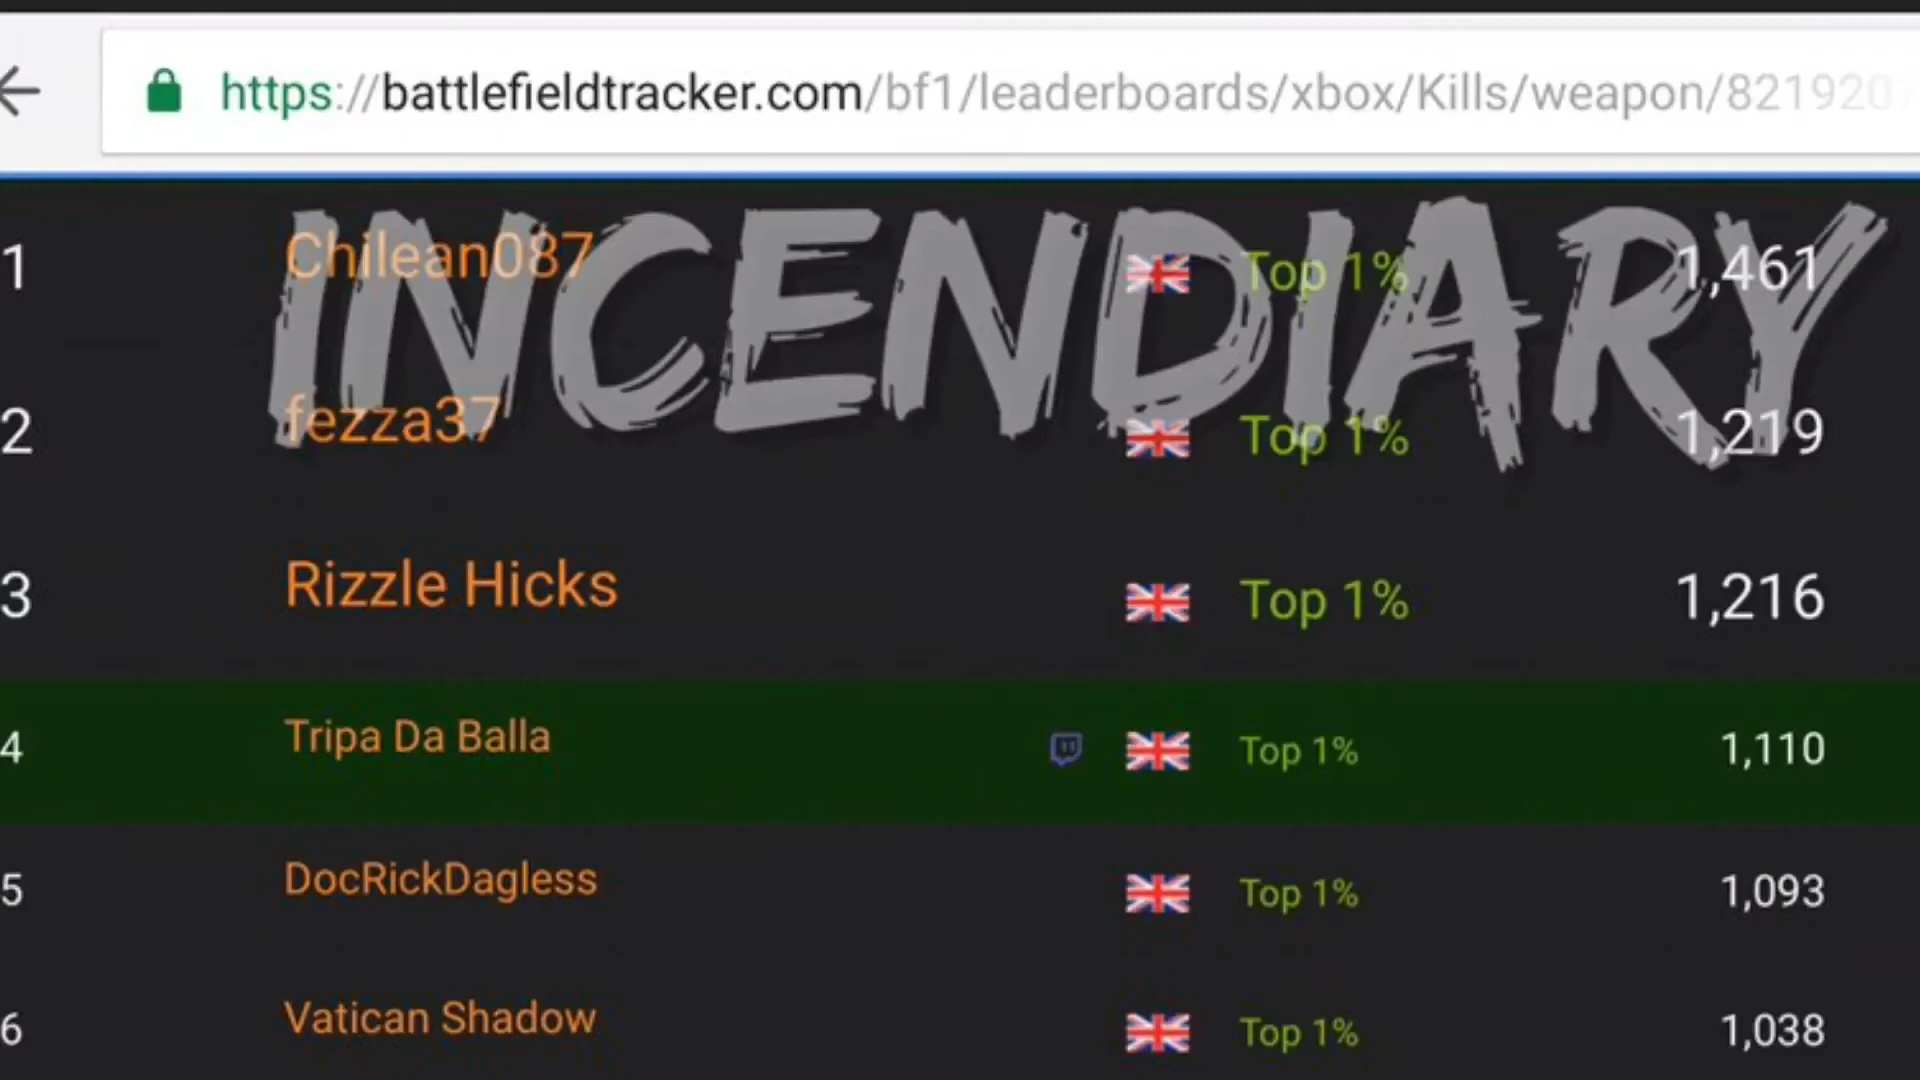 https://battlefieldtracker.com/bf1/leaderboards/xbox/Kills/weapon/821920
INCENDIARY
1 Chilean087 Top 1% 1,461
2 fezza37 Top 1% 1,219
3 Rizzle Hicks Top 1% 1,216
4 Tripa Da Balla Top 1% 1,110
5 DocRickDagless Top 1% 1,093
6 Vatican Shadow Top 1% 1,038